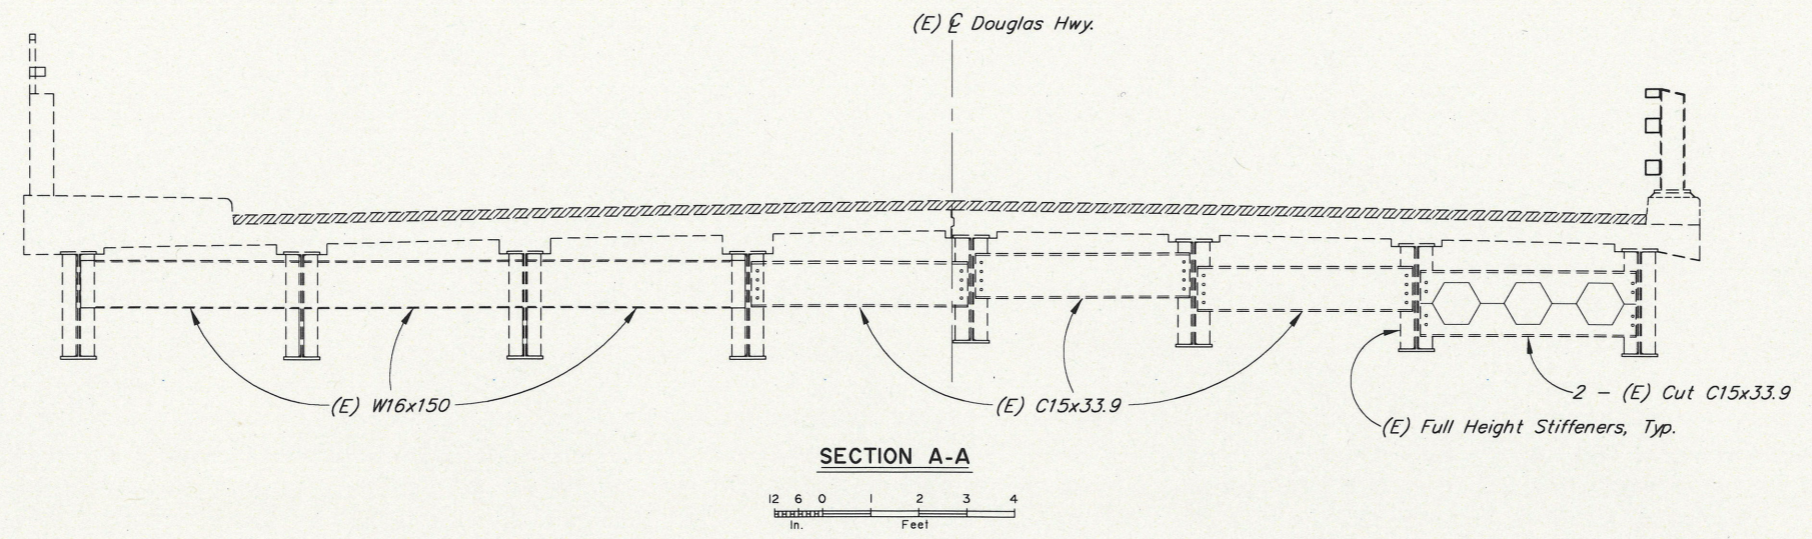 (E) ℄ Douglas Hwy.
(E) W16x150
(E) C15x33.9
2 - (E) Cut C15x33.9
(E) Full Height Stiffeners, Typ.
SECTION A-A
12 6 0 1 2 3 4
In. Feet